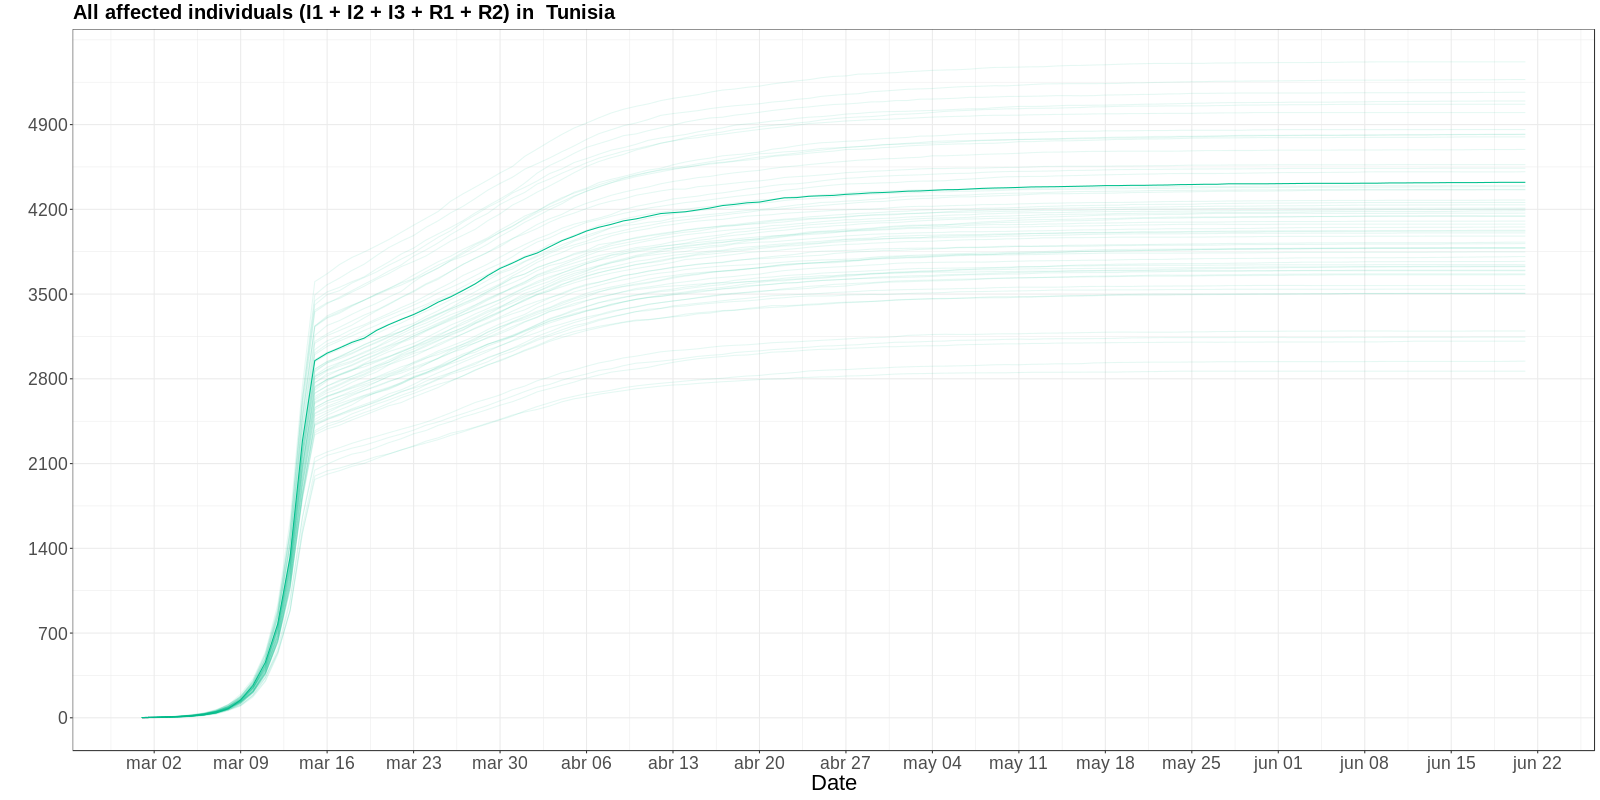 All affected individuals (I1 + I2 + I3 + R1 + R2) in  Tunisia
4900
4200
3500
2800
2100
1400
700
0
mar 02 mar 09 mar 16 mar 23 mar 30 abr 06 abr 13 abr 20 abr 27 may 04 may 11 may 18 may 25 jun 01 jun 08 jun 15 jun 22
Date